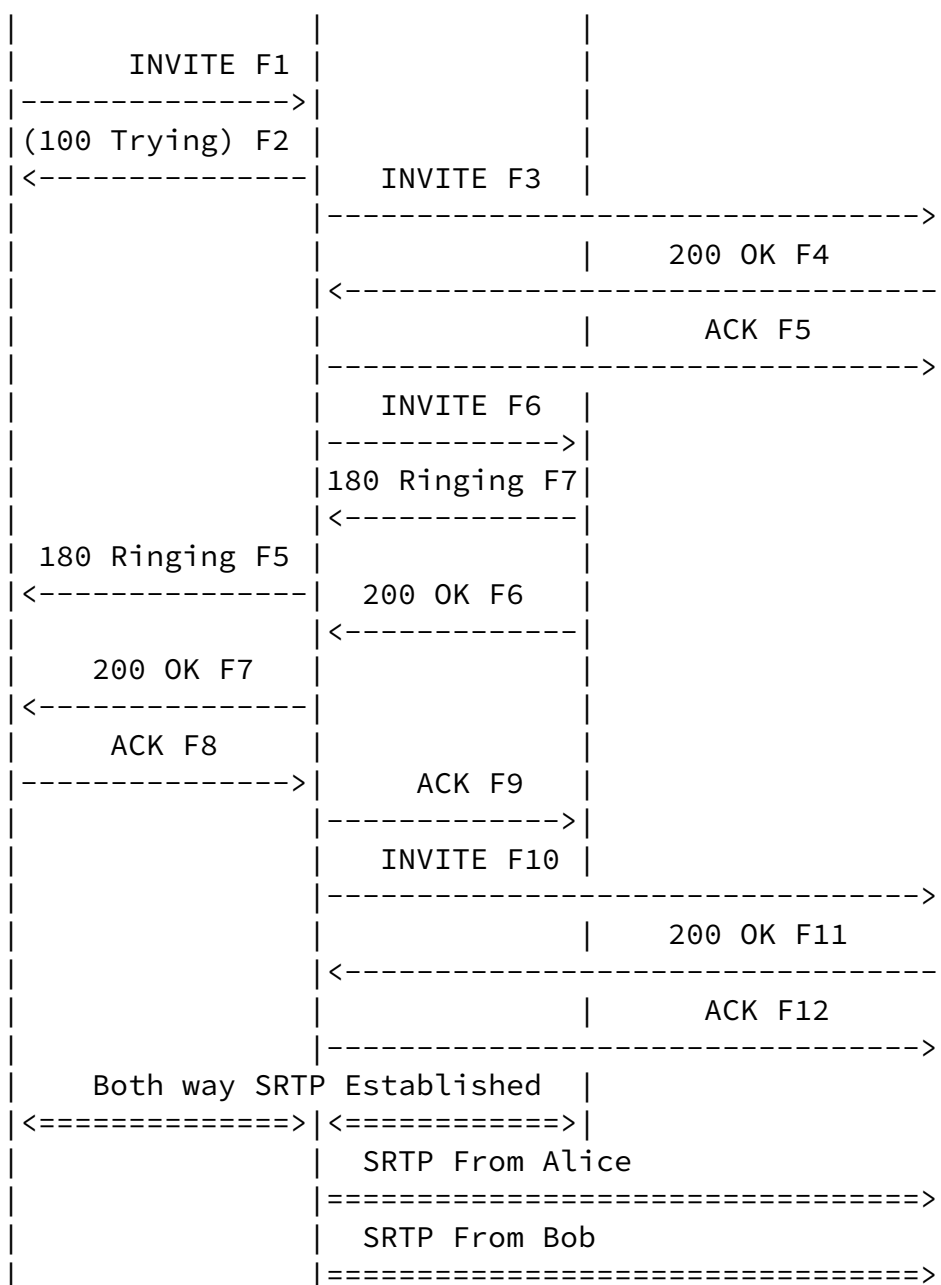 INVITE F1
(100 Trying) F2
INVITE F3
200 OK F4
ACK F5
INVITE F6
180 Ringing F7
180 Ringing F5
200 OK F6
200 OK F7
ACK F8
ACK F9
INVITE F10
200 OK F11
ACK F12
Both way SRTP Established
SRTP From Alice
SRTP From Bob